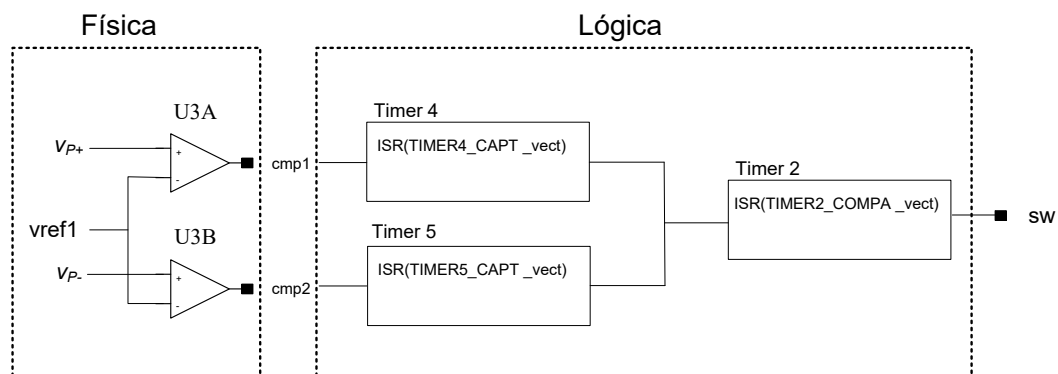 Física
Lógica
U3A
vP+
+
-
cmp1
Timer 4
ISR(TIMER4_CAPT _vect)
Timer 2
ISR(TIMER2_COMPA _vect)
sw
vref1
U3B
vP-
+
-
cmp2
Timer 5
ISR(TIMER5_CAPT _vect)